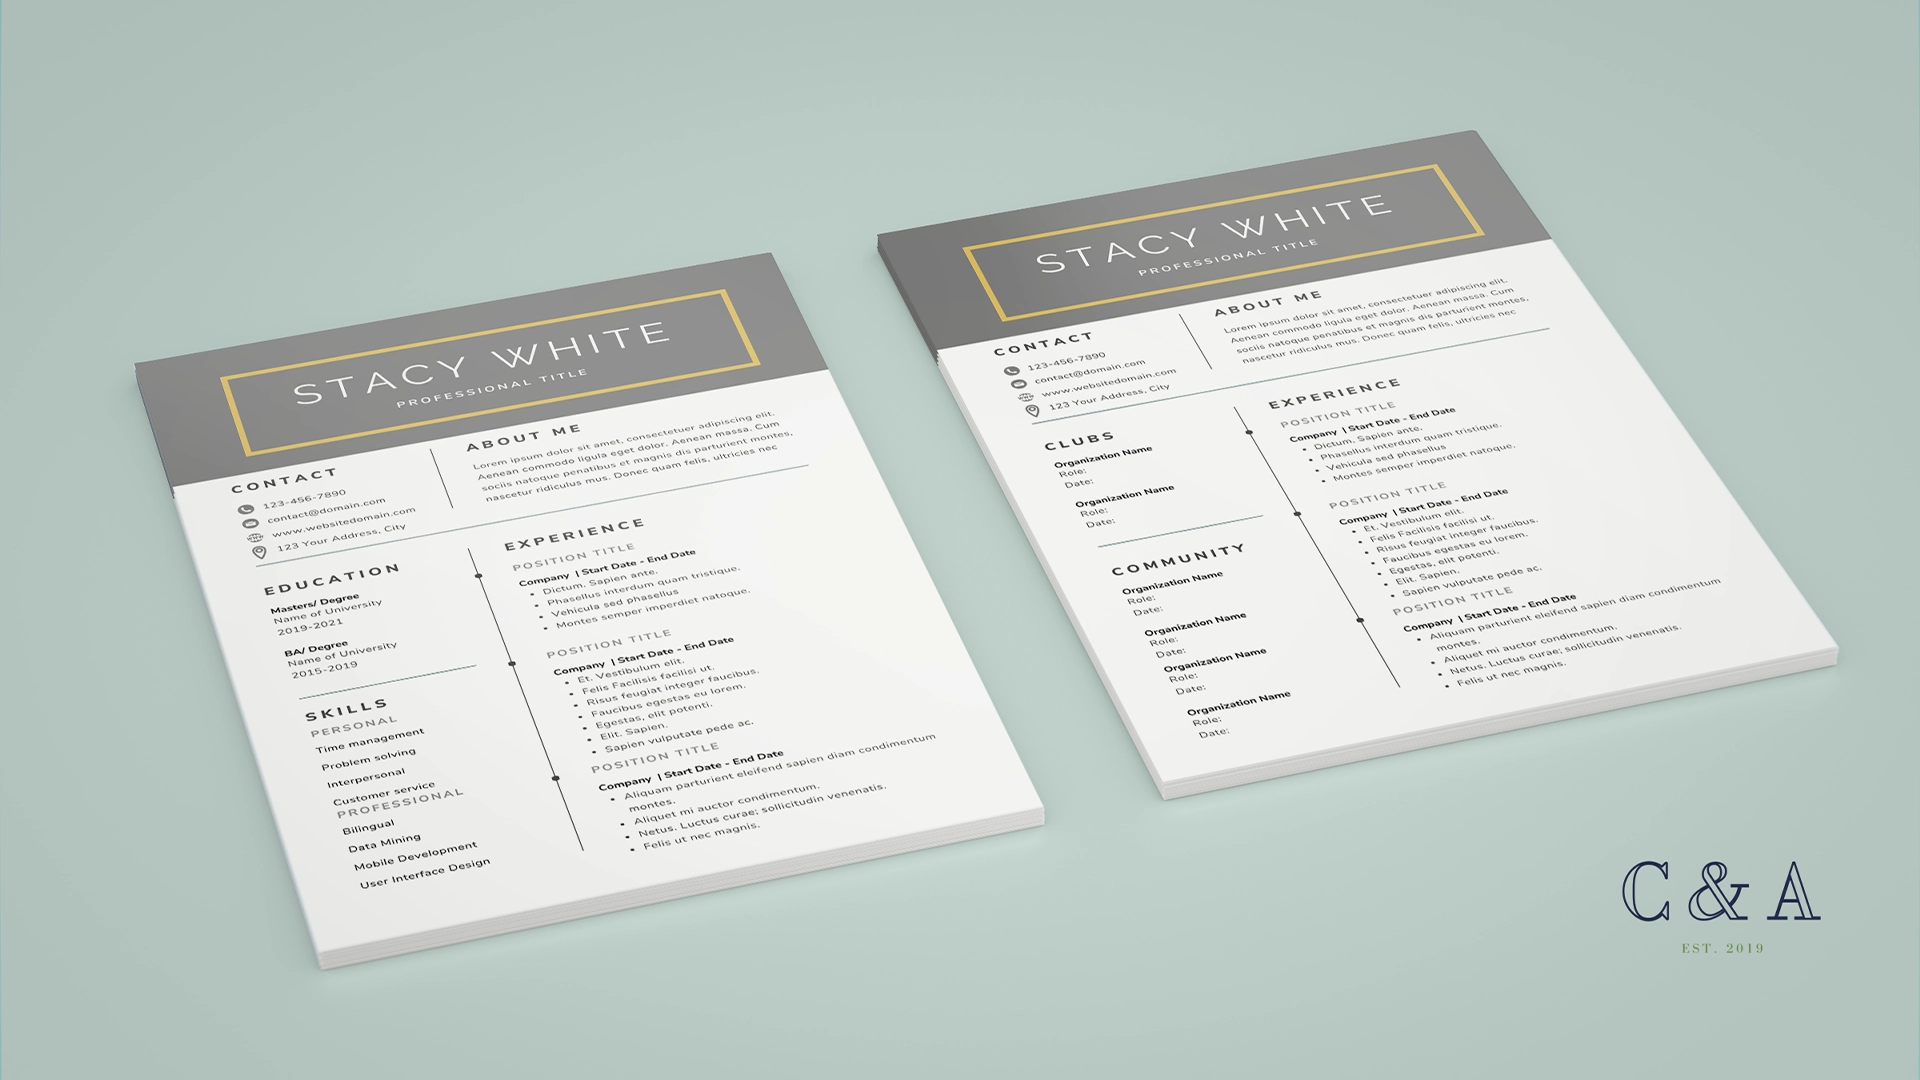 STACY WHITE
PROFESSIONAL TITLE
CONTACT
123-456-7890
contact@domain.com
www.websitedomain.com
123 Your Address, City
ABOUT ME
Lorem ipsum dolor sit amet, consectetuer adipiscing elit.
Aenean commodo ligula eget dolor. Aenean massa. Cum
sociis natoque penatibus et magnis dis parturient montes,
nascetur ridiculus mus. Donec quam felis, ultricies nec
EDUCATION
Masters/ Degree
Name of University
2019-2021
BA/ Degree
Name of University
2015-2019
SKILLS
PERSONAL
Time management
Problem solving
Interpersonal
Customer service
PROFESSIONAL
Bilingual
Data Mining
Mobile Development
User Interface Design
EXPERIENCE
POSITION TITLE
Company | Start Date - End Date
• Dictum, Sapien ante.
• Phasellus interdum quam tristique.
• Vehicula sed phasellus
• Montes semper imperdiet natoque.
POSITION TITLE
Company | Start Date - End Date
• Et. Vestibulum elit.
• Felis Facilisis facilisi ut.
• Risus feugiat integer faucibus.
• Faucibus egestas eu lorem.
• Egestas, elit potenti.
• Elit. Sapien.
• Sapien vulputate pede ac.
POSITION TITLE
Company | Start Date - End Date
• Aliquam parturient eleifend sapien diam condimentum
montes.
• Aliquet mi auctor condimentum.
• Netus. Luctus curae; sollicitudin venenatis.
• Felis ut nec magnis.
STACY WHITE
PROFESSIONAL TITLE
CONTACT
123-456-7890
contact@domain.com
www.websitedomain.com
123 Your Address, City
ABOUT ME
Lorem ipsum dolor sit amet, consectetuer adipiscing elit.
Aenean commodo ligula eget dolor. Aenean massa. Cum
sociis natoque penatibus et magnis dis parturient montes,
nascetur ridiculus mus. Donec quam felis, ultricies nec
CLUBS
Organization Name
Role:
Date:
Organization Name
Role:
Date:
COMMUNITY
Organization Name
Role:
Date:
Organization Name
Role:
Date:
Organization Name
Role:
Date:
Organization Name
Role:
Date:
EXPERIENCE
POSITION TITLE
Company | Start Date - End Date
• Dictum, Sapien ante.
• Phasellus interdum quam tristique.
• Vehicula sed phasellus
• Montes semper imperdiet natoque.
POSITION TITLE
Company | Start Date - End Date
• Et. Vestibulum elit.
• Felis Facilisis facilisi ut.
• Risus feugiat integer faucibus.
• Faucibus egestas eu lorem.
• Egestas, elit potenti.
• Elit. Sapien.
• Sapien vulputate pede ac.
POSITION TITLE
Company | Start Date - End Date
• Aliquam parturient eleifend sapien diam condimentum
montes.
• Aliquet mi auctor condimentum.
• Netus. Luctus curae; sollicitudin venenatis.
• Felis ut nec magnis.
C & A
EST. 2019